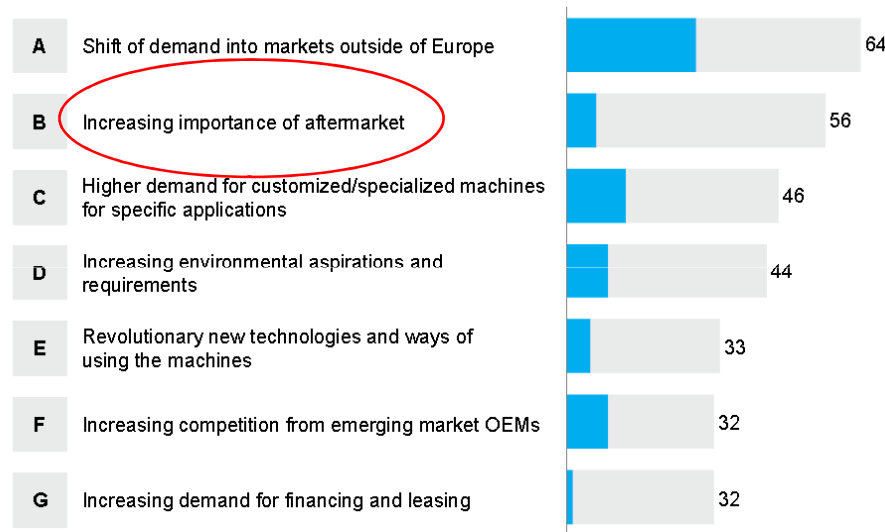 A Shift of demand into markets outside of Europe 64
B Increasing importance of aftermarket 56
C Higher demand for customized/specialized machines
for specific applications 46
D Increasing environmental aspirations and
requirements 44
E Revolutionary new technologies and ways of
using the machines 33
F Increasing competition from emerging market OEMs 32
G Increasing demand for financing and leasing 32